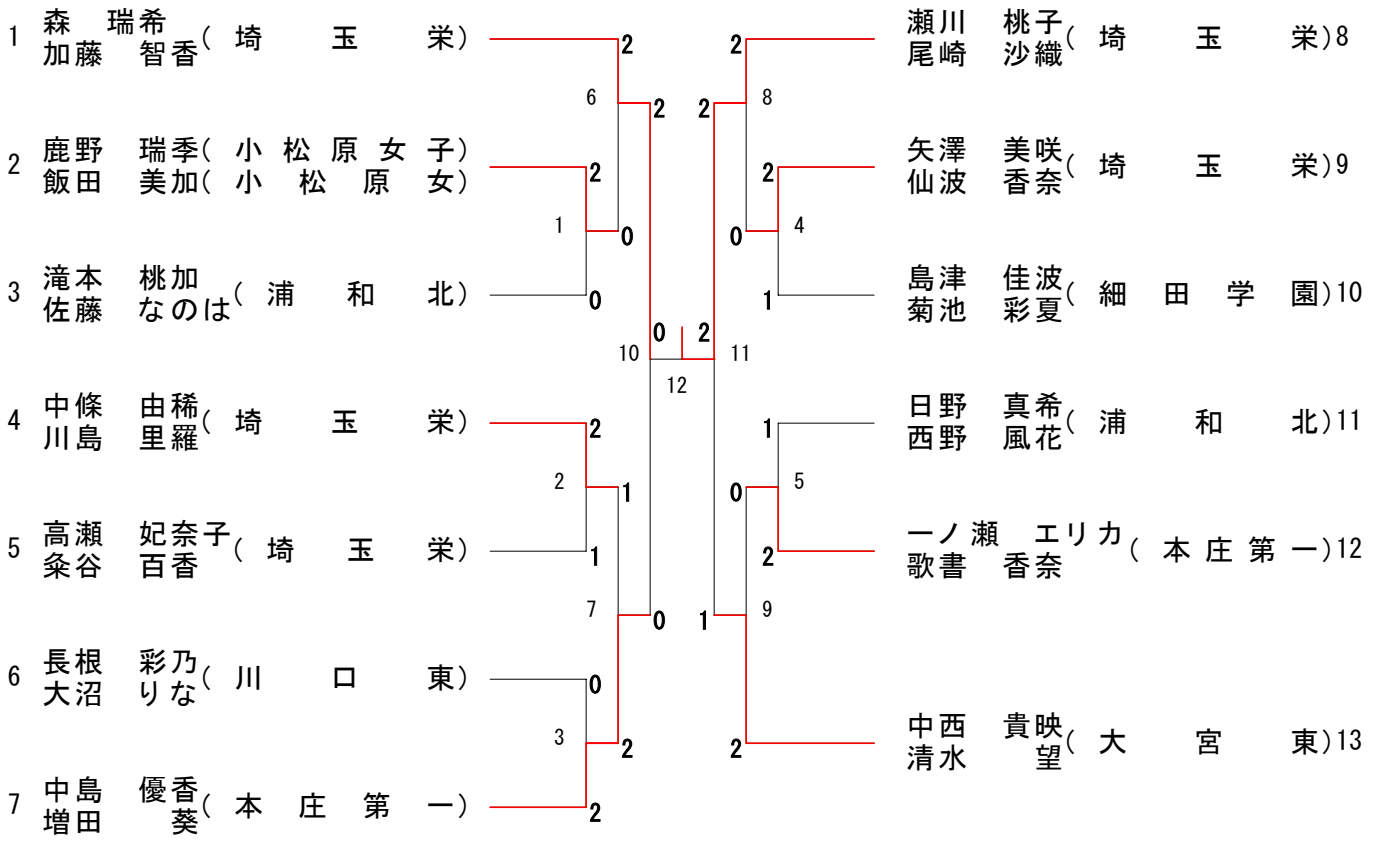 1 森 瑞希 加藤 智香 ( 埼 玉 栄 )
2 鹿野 瑞季 ( 小 松 原 女 子 )
飯田 美加 ( 小 松 原 女 )
3 滝本 桃加 佐藤 なのは ( 浦 和 北 )
4 中條 由稀 川島 里羅 ( 埼 玉 栄 )
5 高瀬 妃奈子 粂谷 百香 ( 埼 玉 栄 )
6 長根 彩乃 大沼 りな ( 川 口 東 )
7 中島 優香 増田 葵 ( 本 庄 第 一 )
2
6
2
2
1
0
0
0
10
2
2
1
1
7
0
0
3
2
2
12
2
2
8
2
0
4
1
2
11
1
0
5
2
1
9
2
瀬川 桃子 尾崎 沙織 ( 埼 玉 栄 ) 8
矢澤 美咲 仙波 香奈 ( 埼 玉 栄 ) 9
島津 佳波 菊池 彩夏 ( 細 田 学 園 ) 10
日野 真希 西野 風花 ( 浦 和 北 ) 11
一ノ瀬 エリカ 歌書 香奈 ( 本 庄 第 一 ) 12
中西 貴映 清水 望 ( 大 宮 東 ) 13